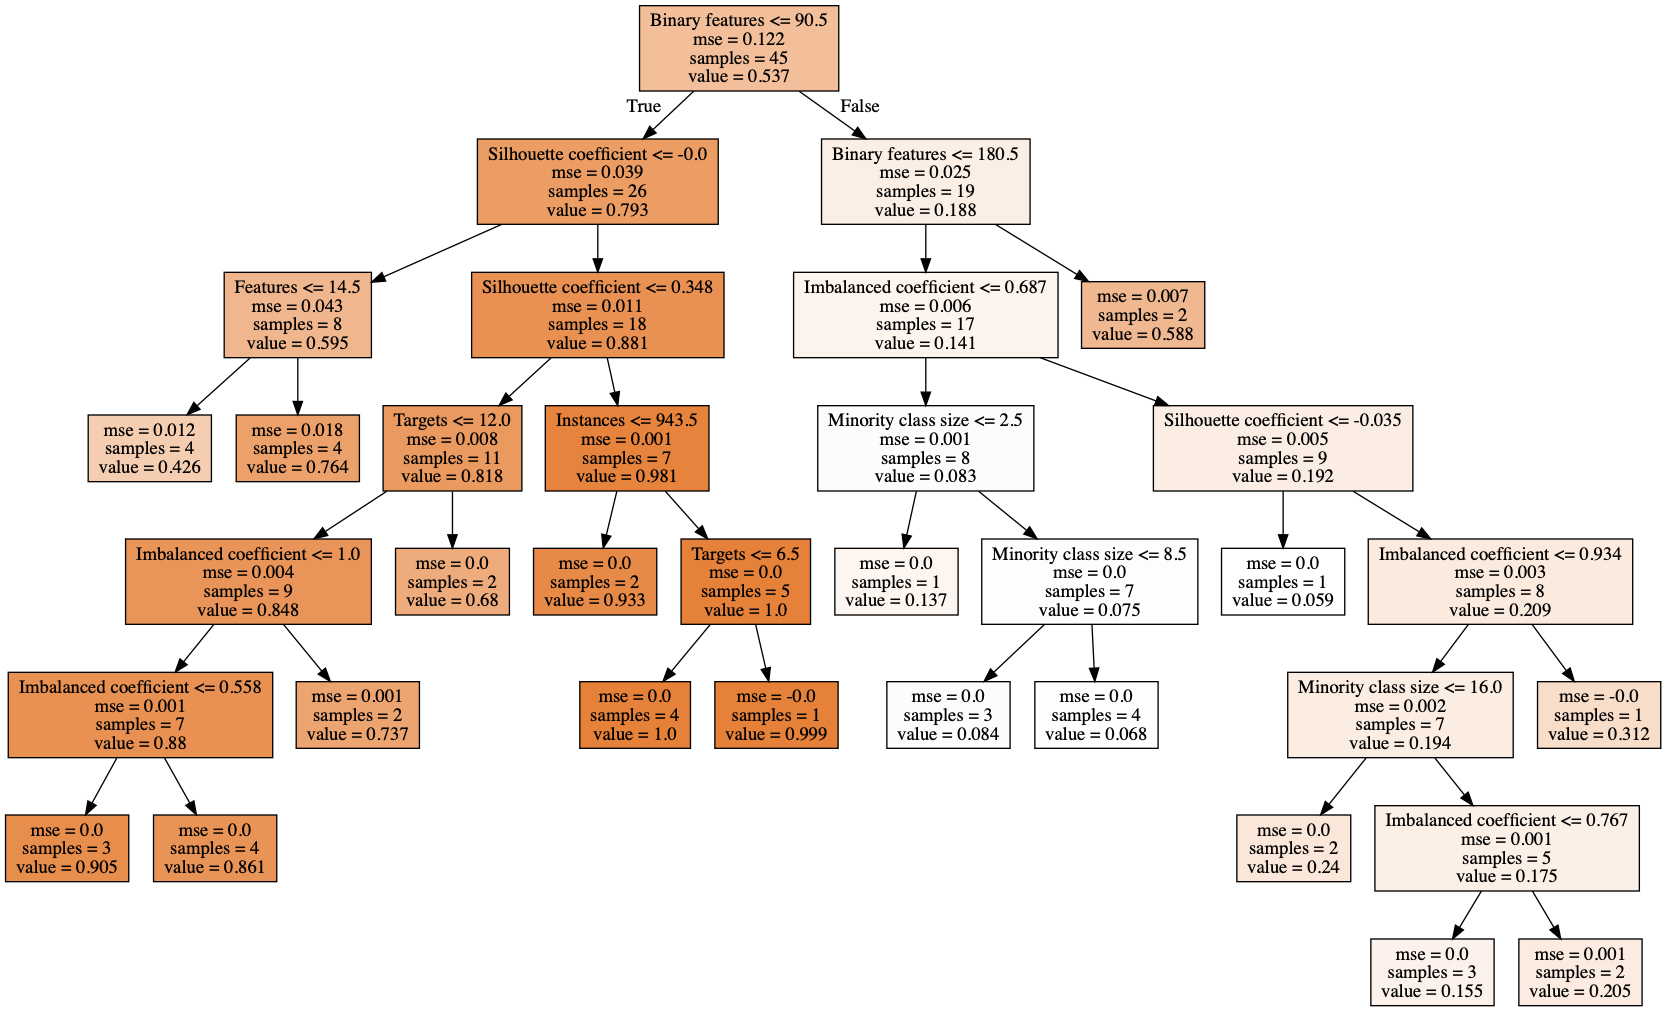 Binary features <= 90.5
mse = 0.122
samples = 45
value = 0.537
True
False
Silhouette coefficient <= -0.0
mse = 0.039
samples = 26
value = 0.793
Binary features <= 180.5
mse = 0.025
samples = 19
value = 0.188
Features <= 14.5
mse = 0.043
samples = 8
value = 0.595
Silhouette coefficient <= 0.348
mse = 0.011
samples = 18
value = 0.881
Imbalanced coefficient <= 0.687
mse = 0.006
samples = 17
value = 0.141
mse = 0.007
samples = 2
value = 0.588
mse = 0.012
samples = 4
value = 0.426
mse = 0.018
samples = 4
value = 0.764
Targets <= 12.0
mse = 0.008
samples = 11
value = 0.818
Instances <= 943.5
mse = 0.001
samples = 7
value = 0.981
Minority class size <= 2.5
mse = 0.001
samples = 8
value = 0.083
Silhouette coefficient <= -0.035
mse = 0.005
samples = 9
value = 0.192
Imbalanced coefficient <= 1.0
mse = 0.004
samples = 9
value = 0.848
mse = 0.0
samples = 2
value = 0.68
mse = 0.0
samples = 2
value = 0.933
Targets <= 6.5
mse = 0.0
samples = 5
value = 1.0
mse = 0.0
samples = 1
value = 0.137
Minority class size <= 8.5
mse = 0.0
samples = 7
value = 0.075
mse = 0.0
samples = 1
value = 0.059
Imbalanced coefficient <= 0.934
mse = 0.003
samples = 8
value = 0.209
Imbalanced coefficient <= 0.558
mse = 0.001
samples = 7
value = 0.88
mse = 0.001
samples = 2
value = 0.737
mse = 0.0
samples = 4
value = 1.0
mse = -0.0
samples = 1
value = 0.999
mse = 0.0
samples = 3
value = 0.084
mse = 0.0
samples = 4
value = 0.068
Minority class size <= 16.0
mse = 0.002
samples = 7
value = 0.194
mse = -0.0
samples = 1
value = 0.312
mse = 0.0
samples = 3
value = 0.905
mse = 0.0
samples = 4
value = 0.861
mse = 0.0
samples = 2
value = 0.24
Imbalanced coefficient <= 0.767
mse = 0.001
samples = 5
value = 0.175
mse = 0.0
samples = 3
value = 0.155
mse = 0.001
samples = 2
value = 0.205